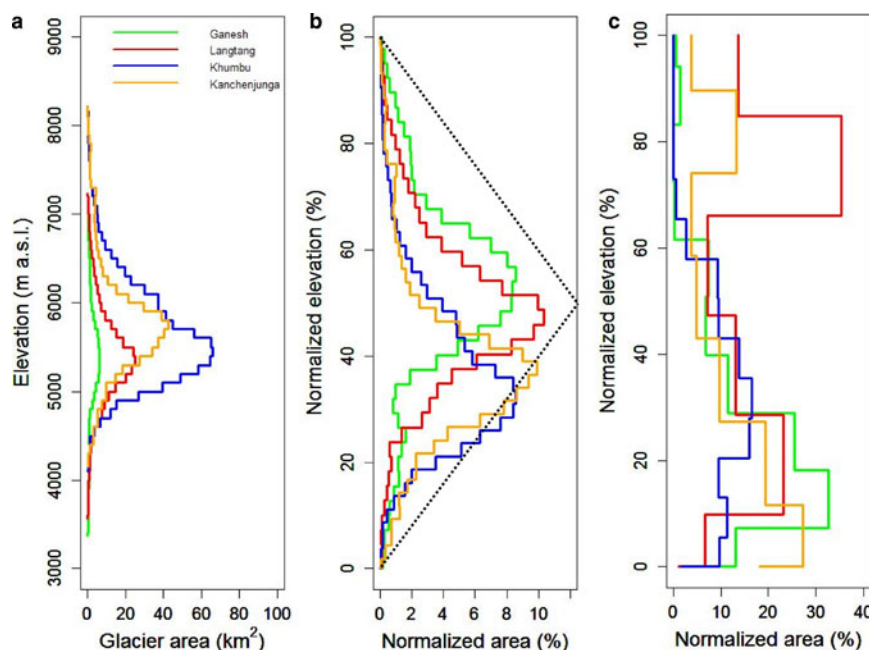 a
b
c
Ganesh
Langtang
Khumbu
Kanchenjunga
Elevation (m a.s.l.)
9000
8000
7000
6000
5000
4000
3000
0 20 40 60 80 100
Glacier area (km²)
Normalized elevation (%)
100
80
60
40
20
0
0 2 4 6 8 10
Normalized area (%)
Normalized elevation (%)
100
80
60
40
20
0
0 10 20 30 40
Normalized area (%)